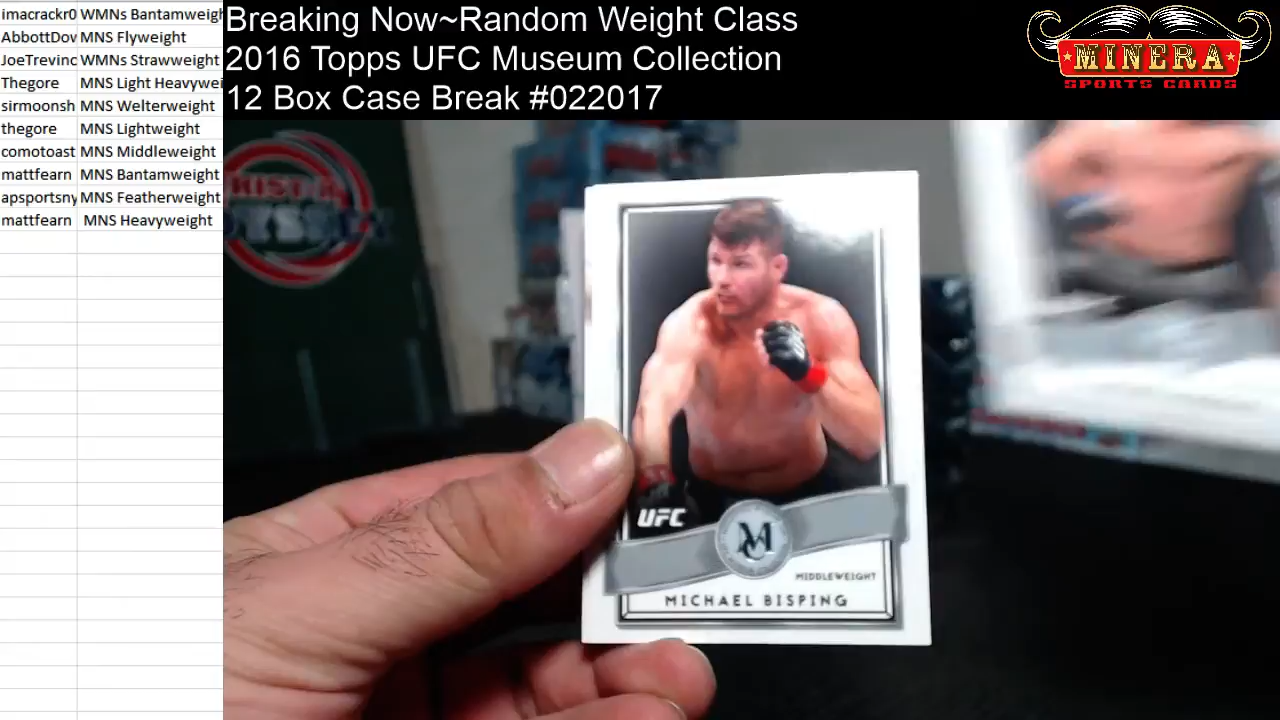 imacrackr0 WMNs Bantamweigh
AbbottDov MNS Flyweight
JoeTrevinc WMNs Strawweight
Thegore MNS Light Heavywei
sirmoonsh MNS Welterweight
thegore MNS Lightweight
comotoast MNS Middleweight
mattfearn MNS Bantamweight
apsportsny MNS Featherweight
mattfearn MNS Heavyweight
Breaking Now~Random Weight Class
2016 Topps UFC Museum Collection
12 Box Case Break #022017
MINERA
SPORTS CARDS
UFC
MC
MIDDLEWEIGHT
MICHAEL BISPING